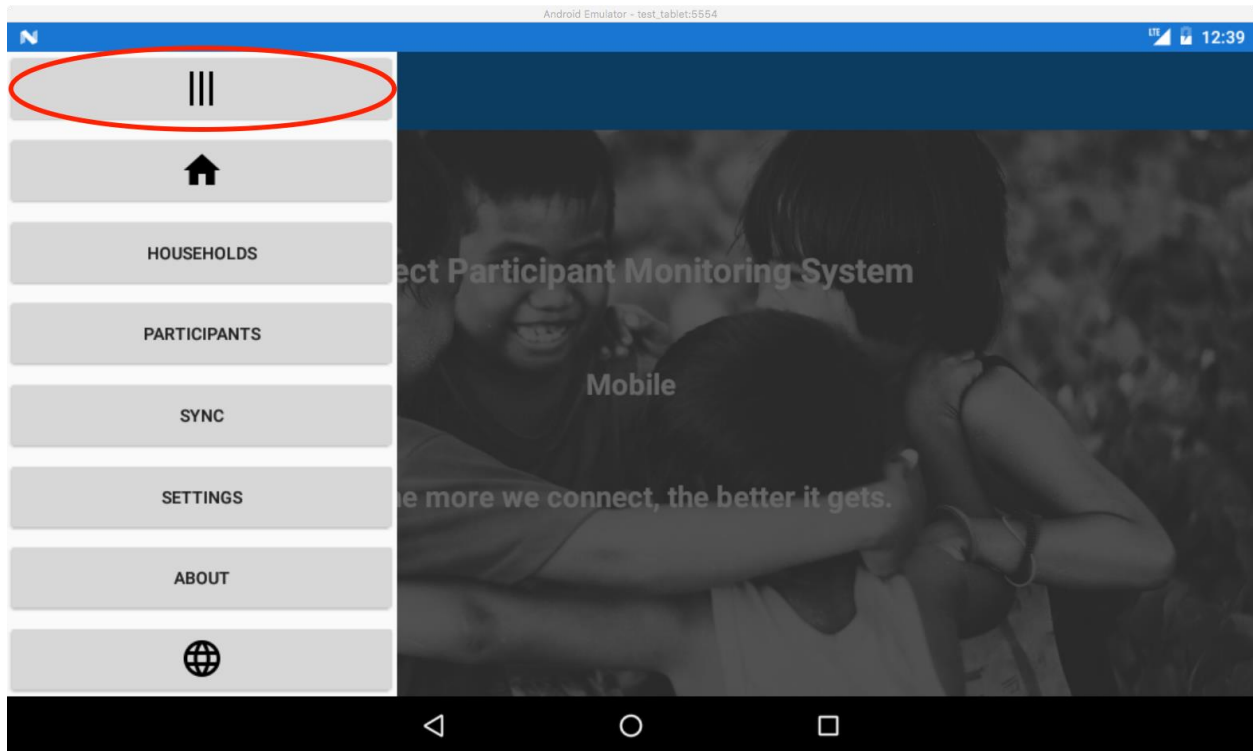 Android Emulator - test_tablet:5554
LTE 12:39
HOUSEHOLDS
PARTICIPANTS
SYNC
SETTINGS
ABOUT
ect Participant Monitoring System
Mobile
e more we connect, the better it gets.